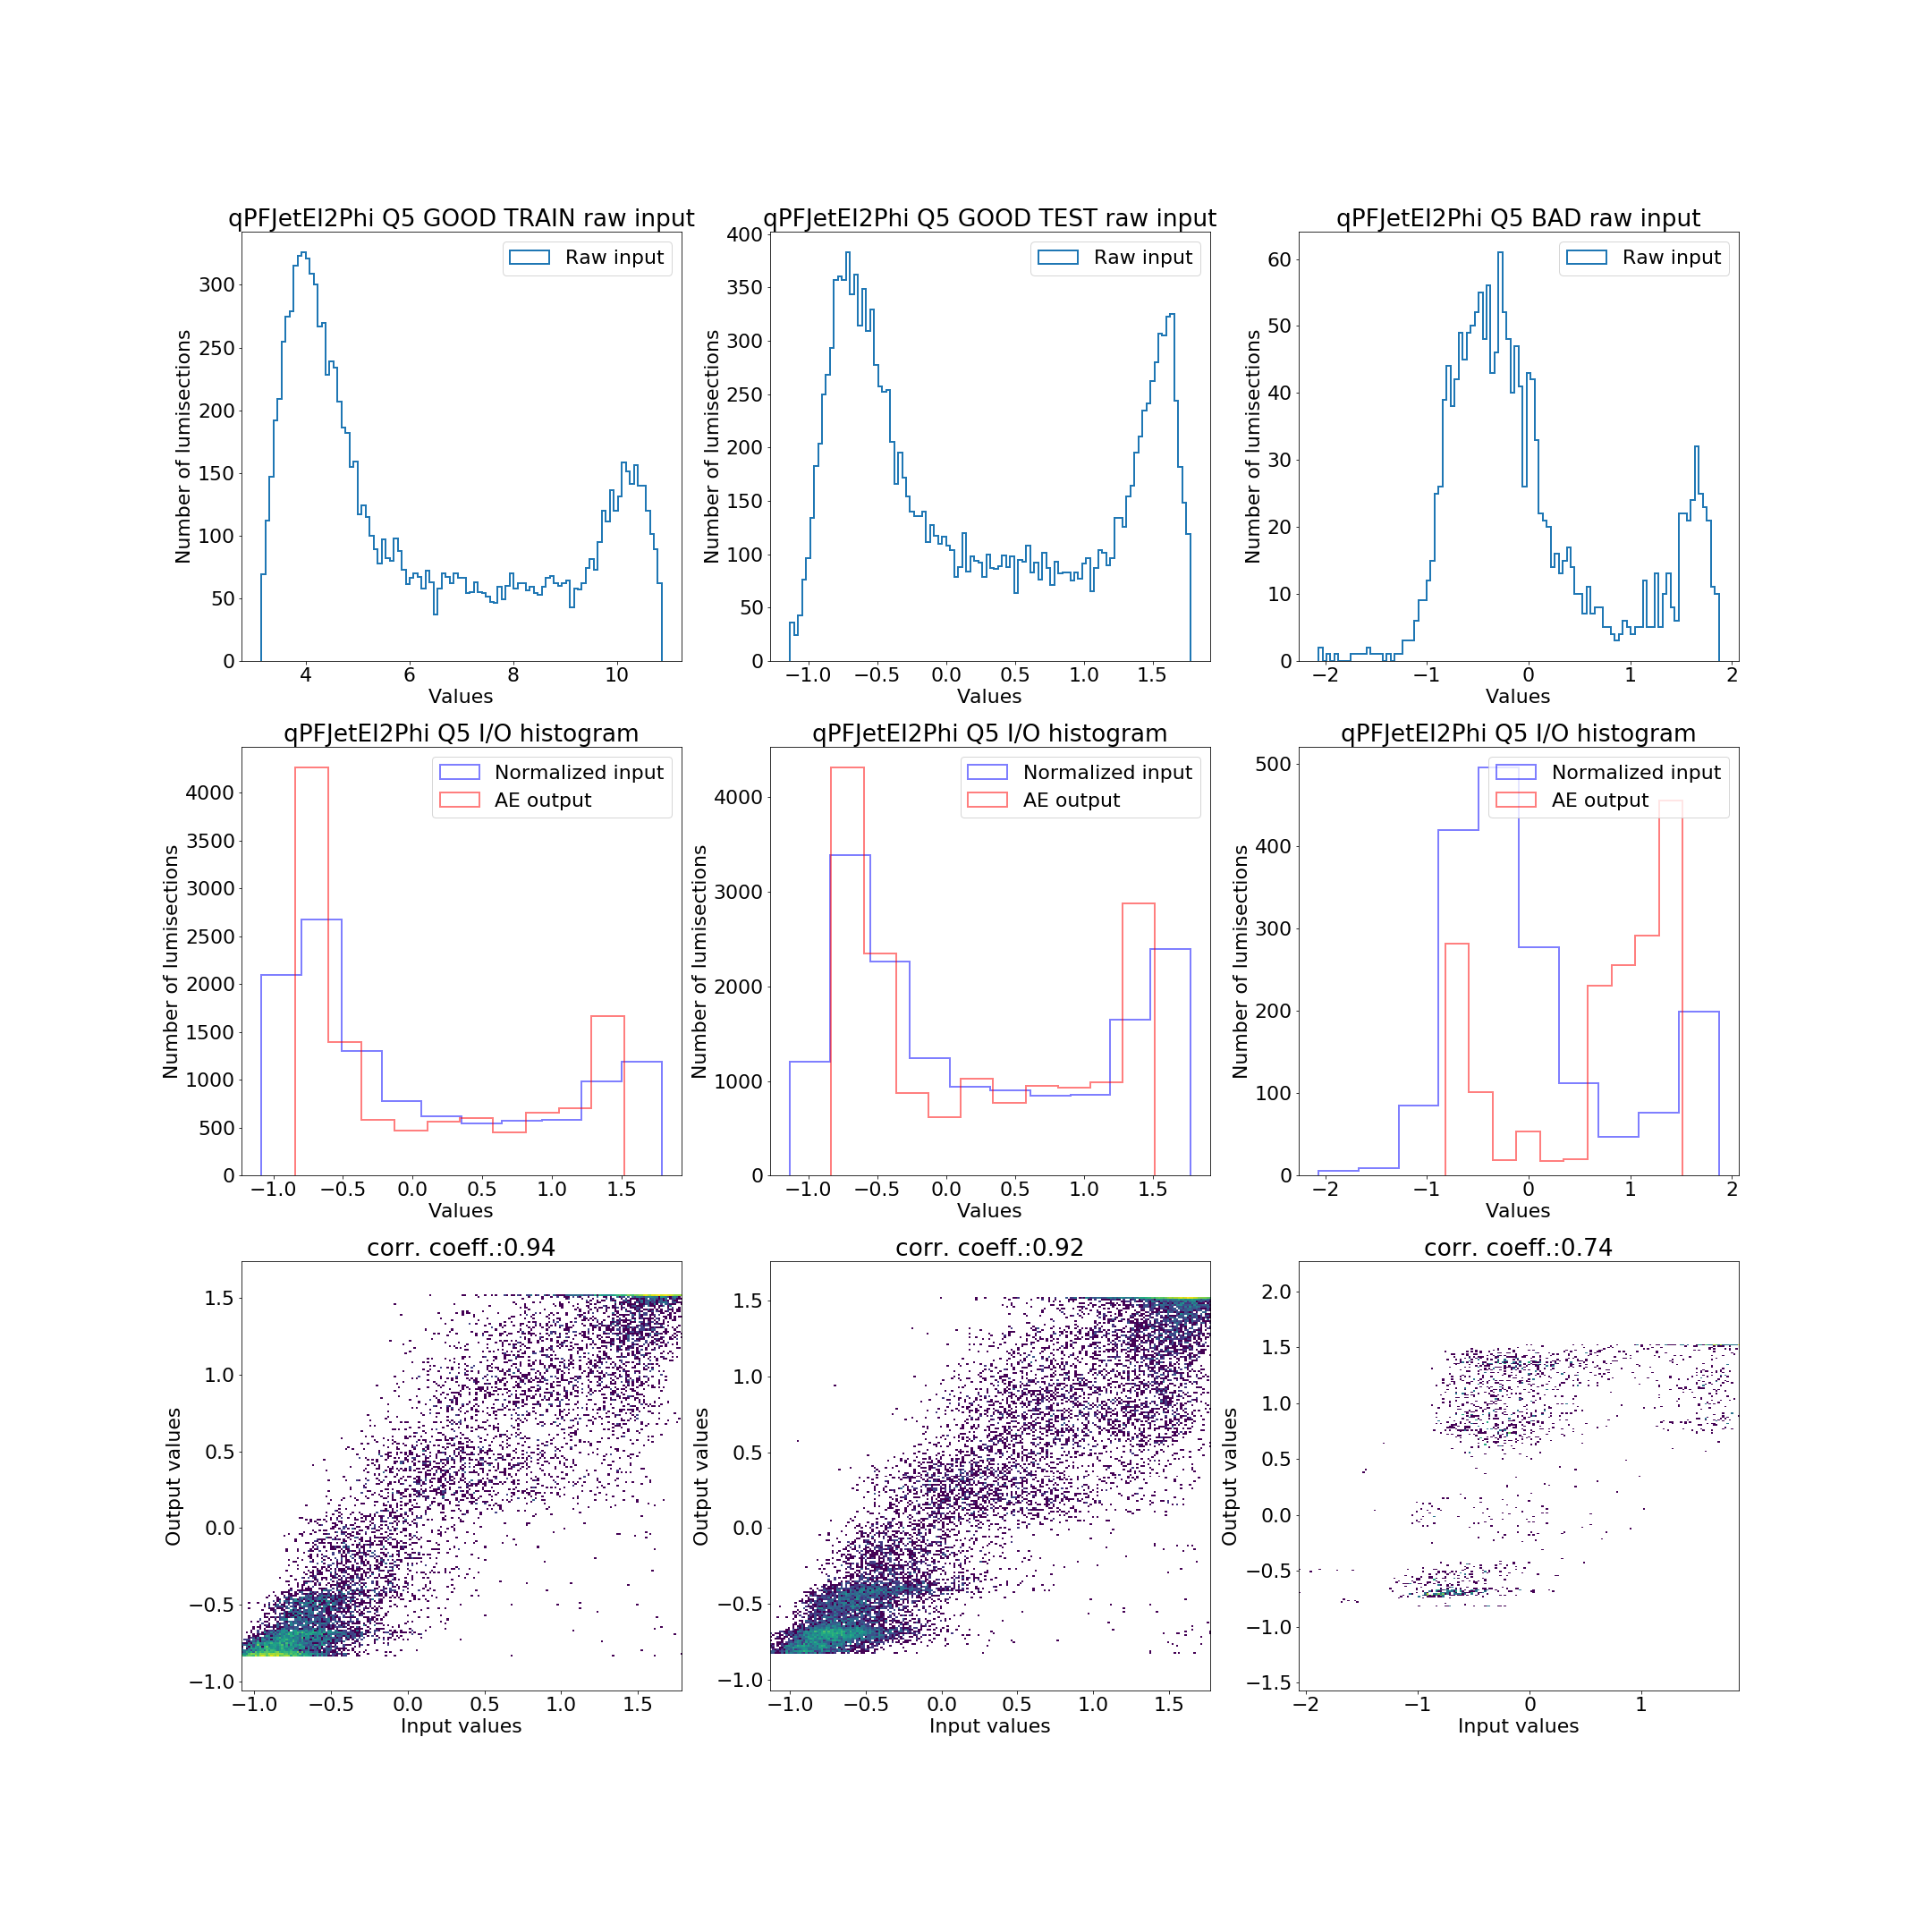 qPFJetEI2Phi Q5 GOOD TRAIN raw input
Number of lumisections
300
250
200
150
100
50
0
Raw input
4 6 8 10
Values
qPFJetEI2Phi Q5 GOOD TEST raw input
Number of lumisections
400
350
300
250
200
150
100
50
0
Raw input
−1.0 −0.5 0.0 0.5 1.0 1.5
Values
qPFJetEI2Phi Q5 BAD raw input
Number of lumisections
60
50
40
30
20
10
0
Raw input
−2 −1 0 1 2
Values
qPFJetEI2Phi Q5 I/O histogram
Number of lumisections
4000
3500
3000
2500
2000
1500
1000
500
0
Normalized input
AE output
−1.0 −0.5 0.0 0.5 1.0 1.5
Values
qPFJetEI2Phi Q5 I/O histogram
Number of lumisections
4000
3000
2000
1000
0
Normalized input
AE output
−1.0 −0.5 0.0 0.5 1.0 1.5
Values
qPFJetEI2Phi Q5 I/O histogram
Number of lumisections
500
400
300
200
100
0
Normalized input
AE output
−2 −1 0 1 2
Values
corr. coeff.:0.94
Output values
1.5
1.0
0.5
0.0
−0.5
−1.0
−1.0 −0.5 0.0 0.5 1.0 1.5
Input values
corr. coeff.:0.92
Output values
1.5
1.0
0.5
0.0
−0.5
−1.0
−1.0 −0.5 0.0 0.5 1.0 1.5
Input values
corr. coeff.:0.74
Output values
2.0
1.5
1.0
0.5
0.0
−0.5
−1.0
−1.5
−2 −1 0 1
Input values